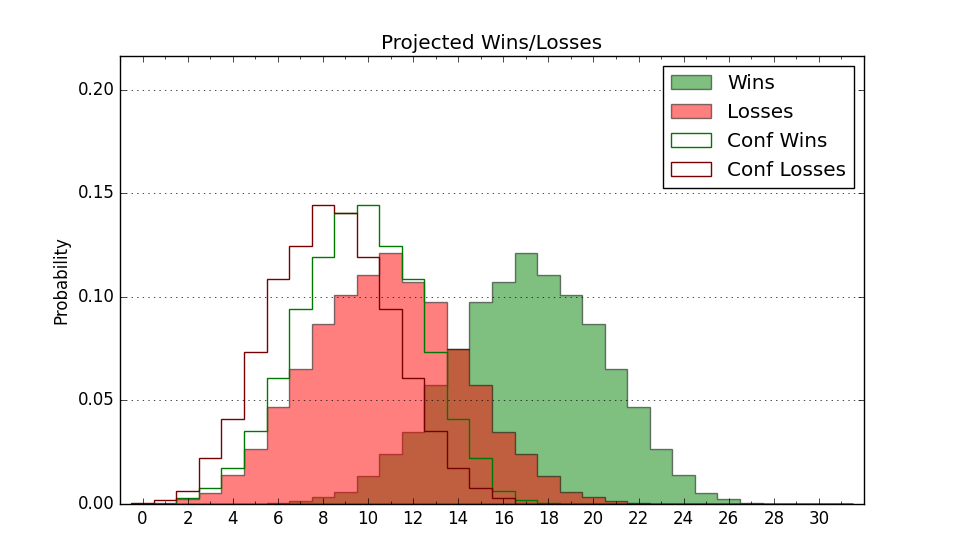 Projected Wins/Losses
Wins
Losses
Conf Wins
Conf Losses
Probability
0.20
0.15
0.10
0.05
0.00
0 2 4 6 8 10 12 14 16 18 20 22 24 26 28 30